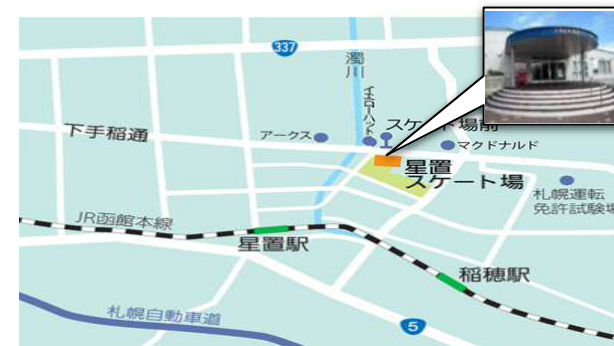 337
濁川
イエローハット
下手稲通
アークス
スケート場前
マクドナルド
星置
スケート場
札幌運転
免許試験場
JR函館本線
星置駅
稲穂駅
札幌自動車道
5